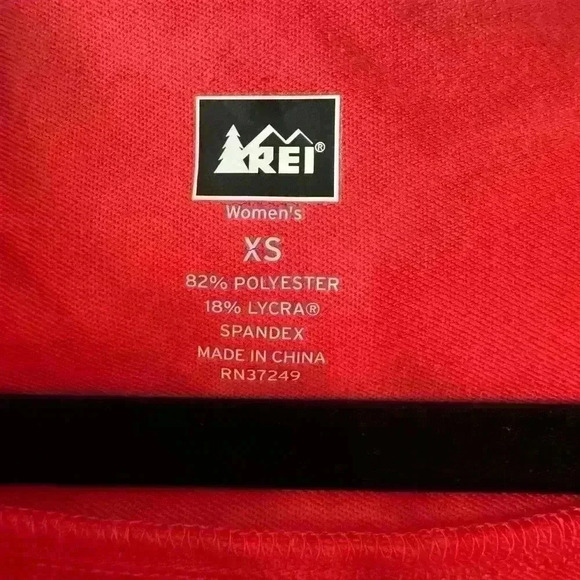 REI®
Women's
XS
82% POLYESTER
18% LYCRA®
SPANDEX
MADE IN CHINA
RN37249